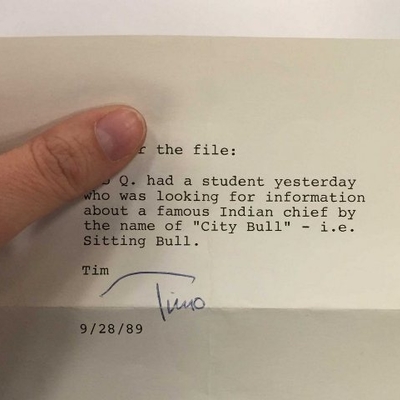 the file:
Q. had a student yesterday
who was looking for information
about a famous Indian chief by
the name of "City Bull" - i.e.
Sitting Bull.
Tim
9/28/89